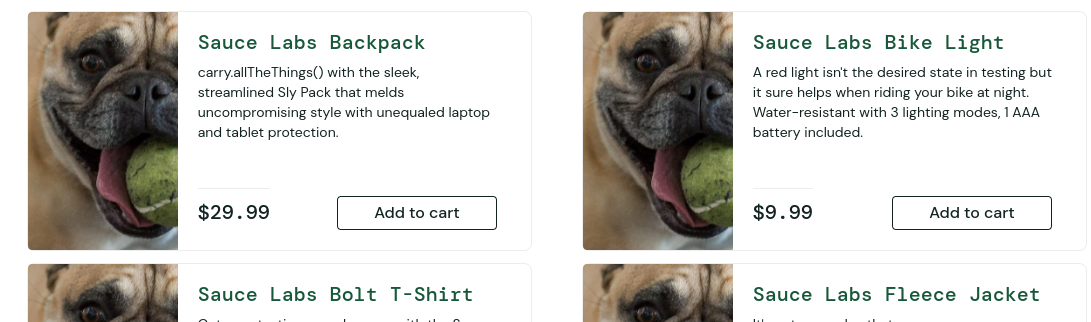 Sauce Labs Backpack
carry.allTheThings() with the sleek,
streamlined Sly Pack that melds
uncompromising style with unequaled laptop
and tablet protection.
$29.99
Add to cart
Sauce Labs Bike Light
A red light isn't the desired state in testing but
it sure helps when riding your bike at night.
Water-resistant with 3 lighting modes, 1 AAA
battery included.
$9.99
Add to cart
Sauce Labs Bolt T-Shirt
Sauce Labs Fleece Jacket